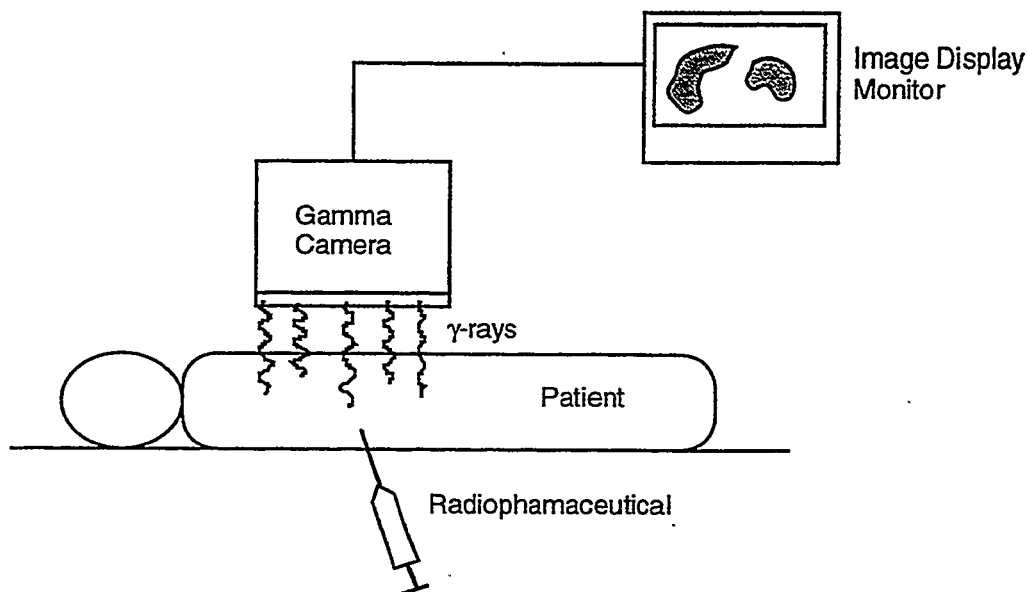 Image Display
Monitor
Gamma
Camera
γ-rays
Patient
Radiophamaceutical